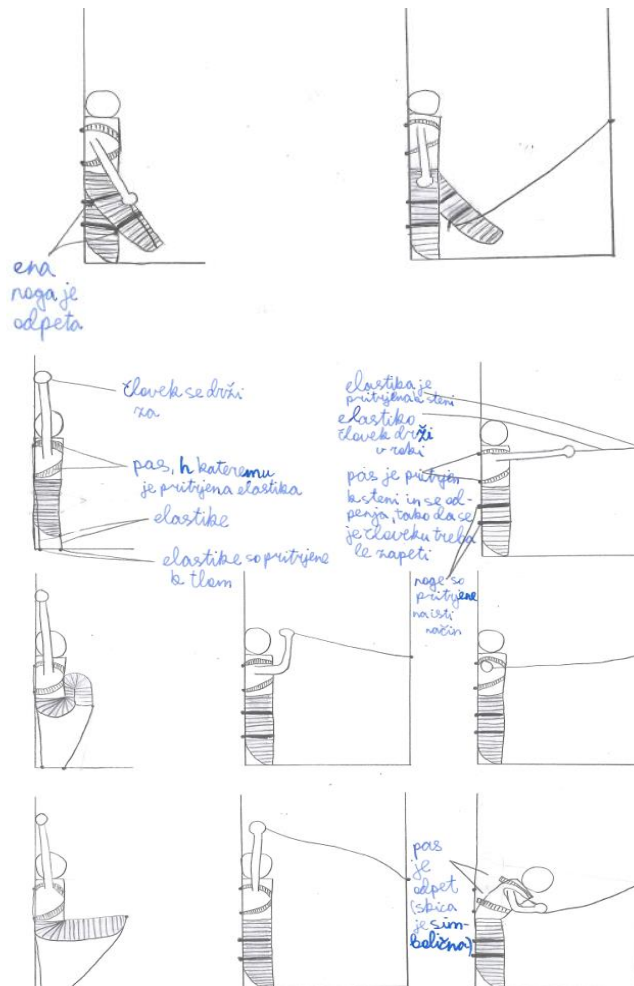 ena
noga je
odpeta
človek se drži
za
pas, h kateremu
je pritrjena elastika
elastike
elastike so pritrjene
k tlom
elastika je
pritrjena k steni
elastiko
človek drži
v roki
pas je pritrjen
k steni in se od-
penja, tako da se
je človeku treba
le zapeti
noge so
pritrjene
na isti
način
pas
je
odpet
(skica
je sim-
bolična)